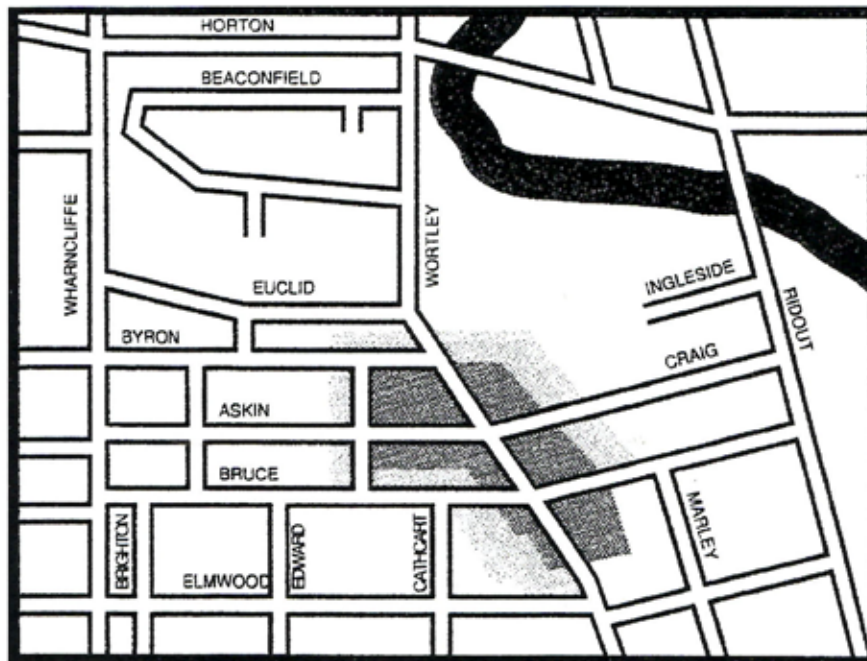 HORTON
BEACONFIELD
WHARNCLIFFE
WORTLEY
EUCLID
INGLESIDE
RIDOUT
BYRON
CRAIG
ASKIN
BRUCE
MARLEY
BRIGHTON
EDWARD
CATHCART
ELMWOOD